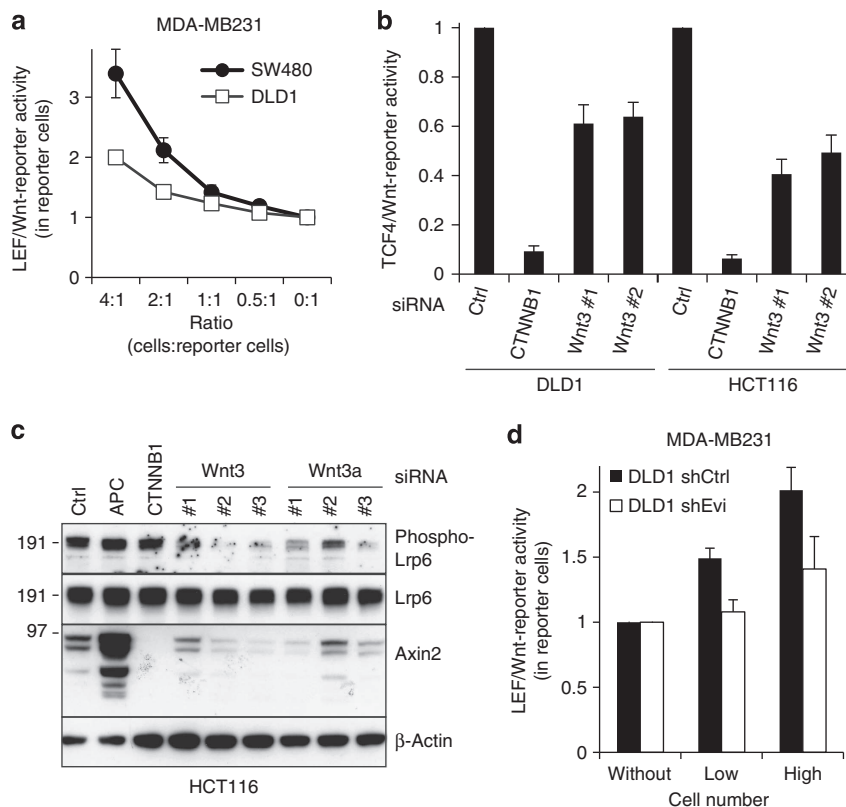 a
MDA-MB231
LEF/Wnt-reporter activity
(in reporter cells)
3
2
1
0
SW480
DLD1
4:1 2:1 1:1 0.5:1 0:1
Ratio
(cells:reporter cells)
b
TCF4/Wnt-reporter activity
1
0.8
0.6
0.4
0.2
0
siRNA
Ctrl CTNNB1 Wnt3 #1 Wnt3 #2 Ctrl CTNNB1 Wnt3 #1 Wnt3 #2
DLD1 HCT116
c
Ctrl APC CTNNB1 Wnt3 Wnt3a siRNA
#1 #2 #3 #1 #2 #3
191 Phospho-
Lrp6
191 Lrp6
97
Axin2
β-Actin
HCT116
d
MDA-MB231
LEF/Wnt-reporter activity
(in reporter cells)
2
1.5
1
0.5
0
DLD1 shCtrl
DLD1 shEvi
Without Low High
Cell number